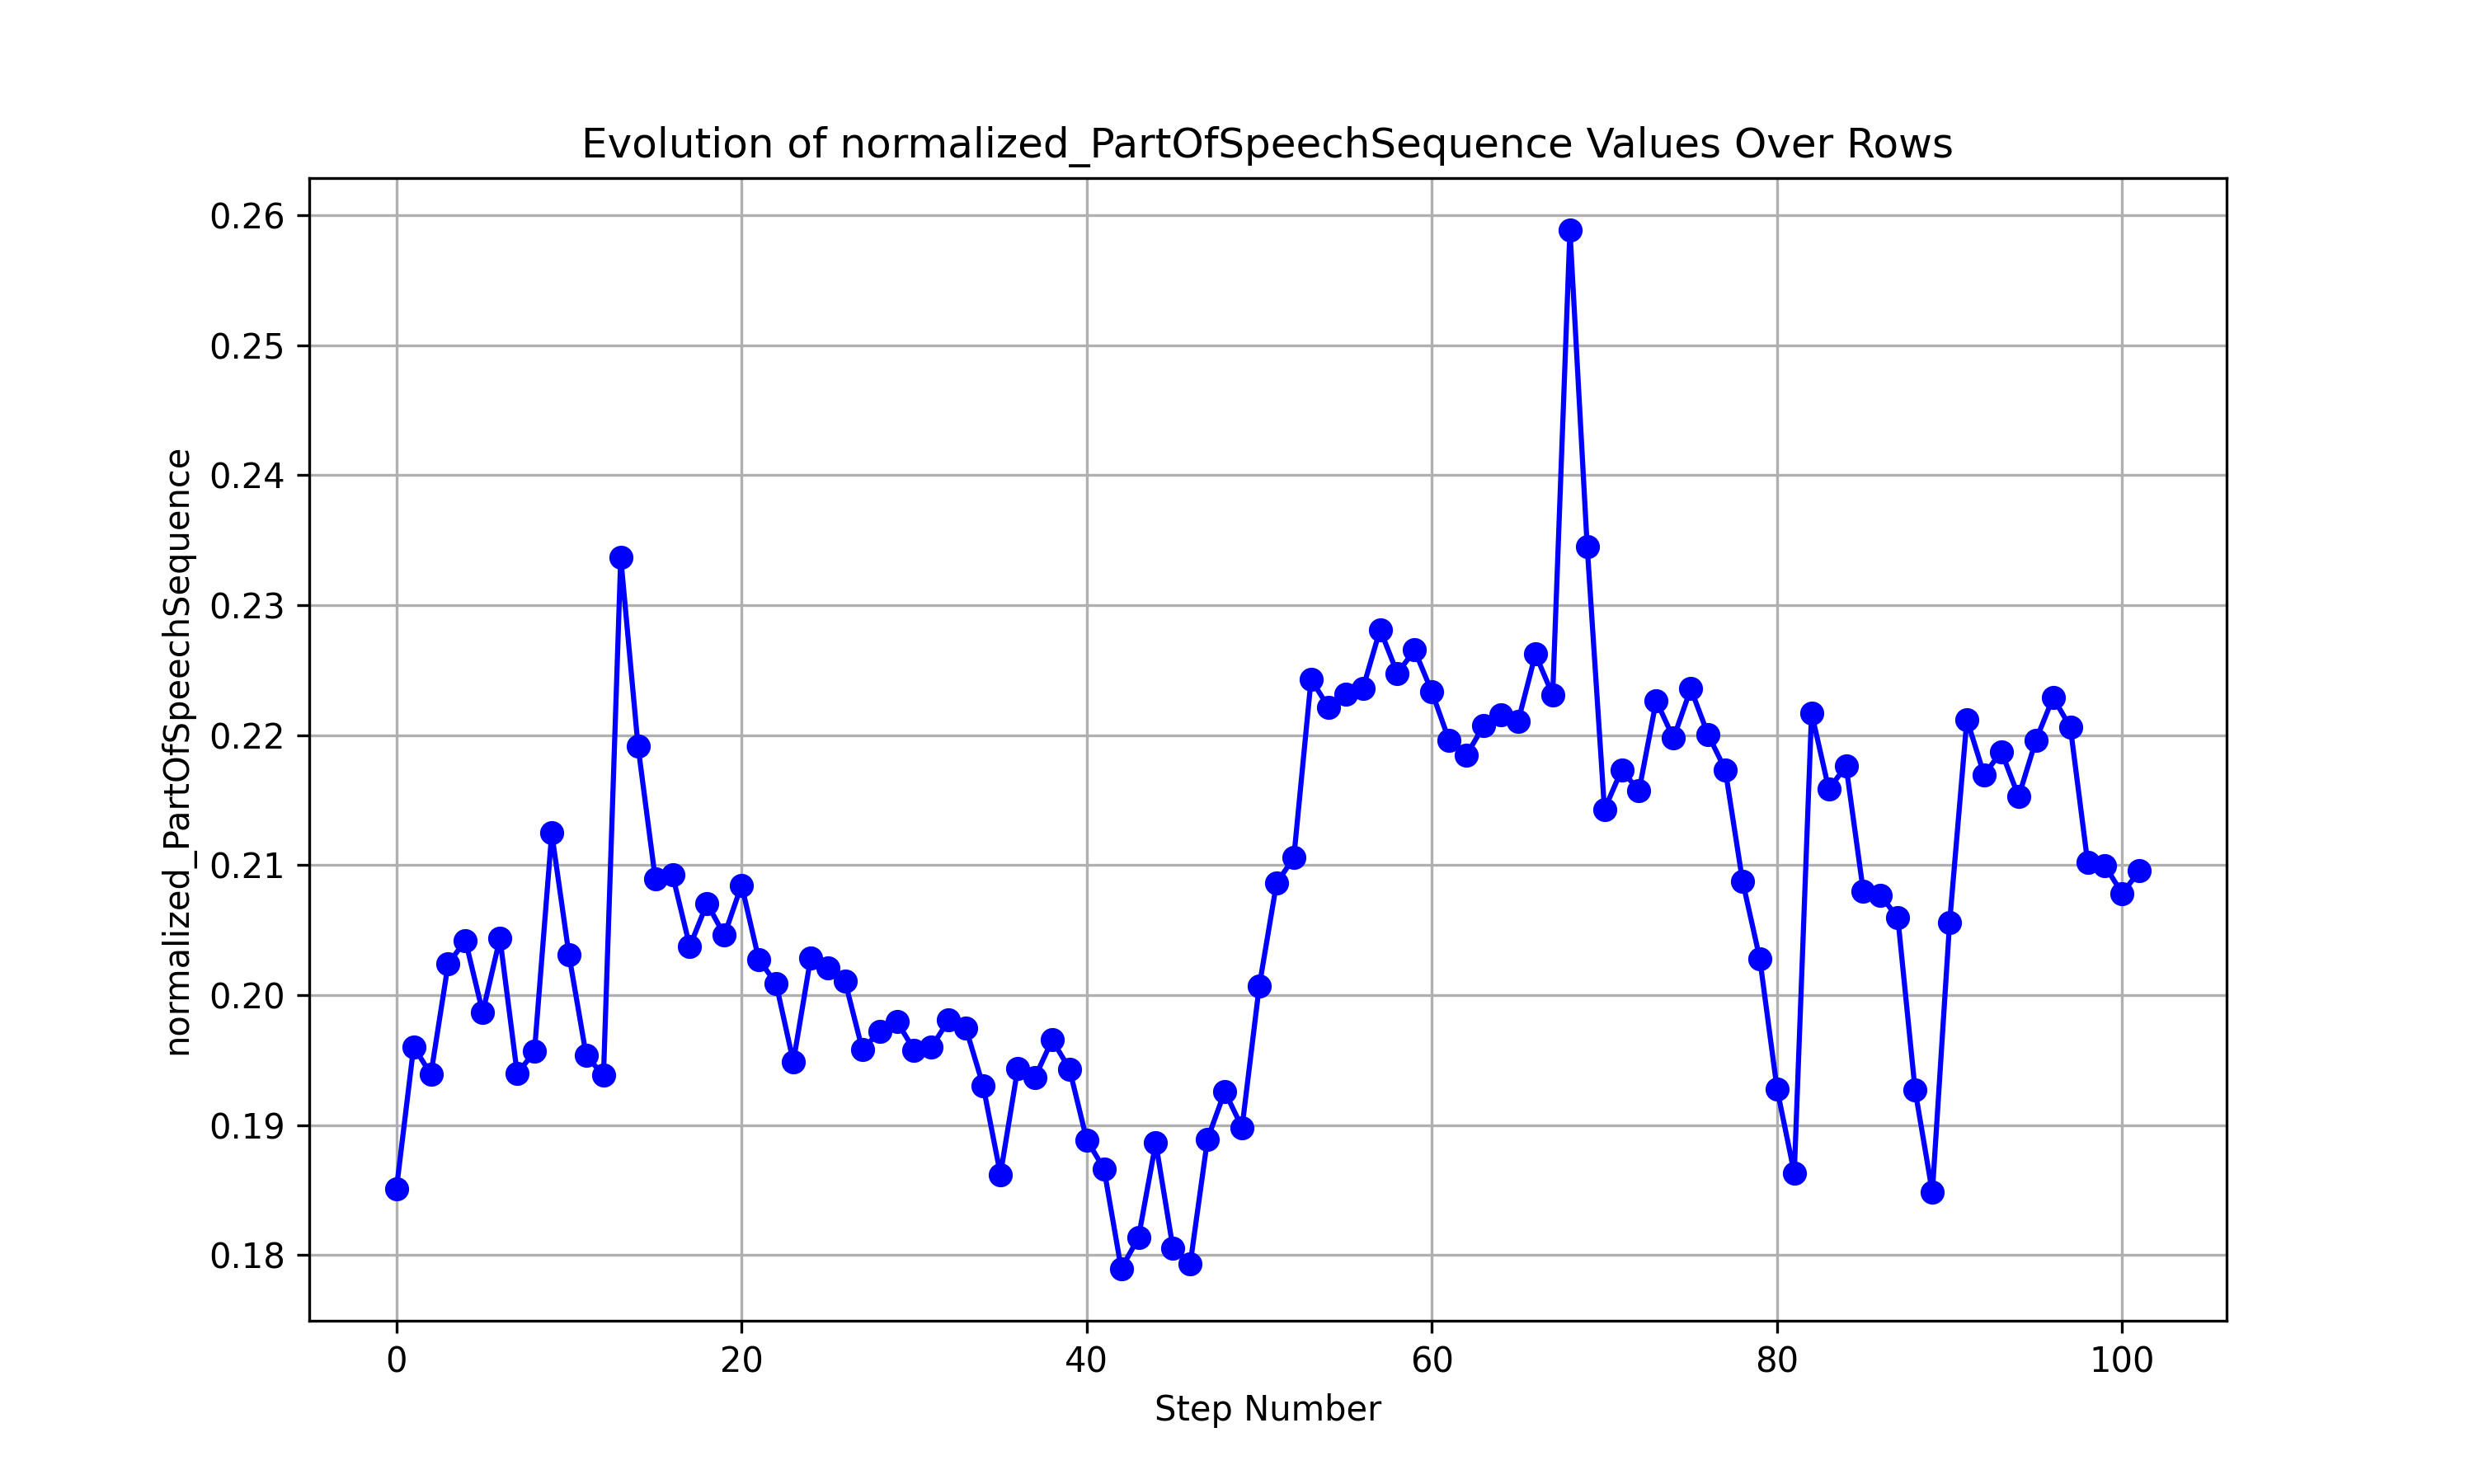 Evolution of normalized_PartOfSpeechSequence Values Over Rows
normalized_PartOfSpeechSequence
0.26
0.25
0.24
0.23
0.22
0.21
0.20
0.19
0.18
0 20 40 60 80 100
Step Number